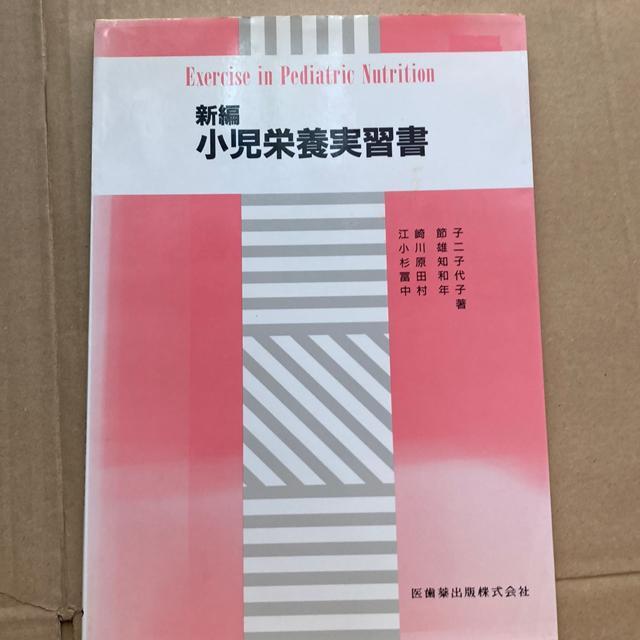 Exercise in Pediatric Nutrition
新編
小児栄養実習書
江崎節子
小川雄二
杉原知子
冨田和代
中村年子
著
医歯薬出版株式会社